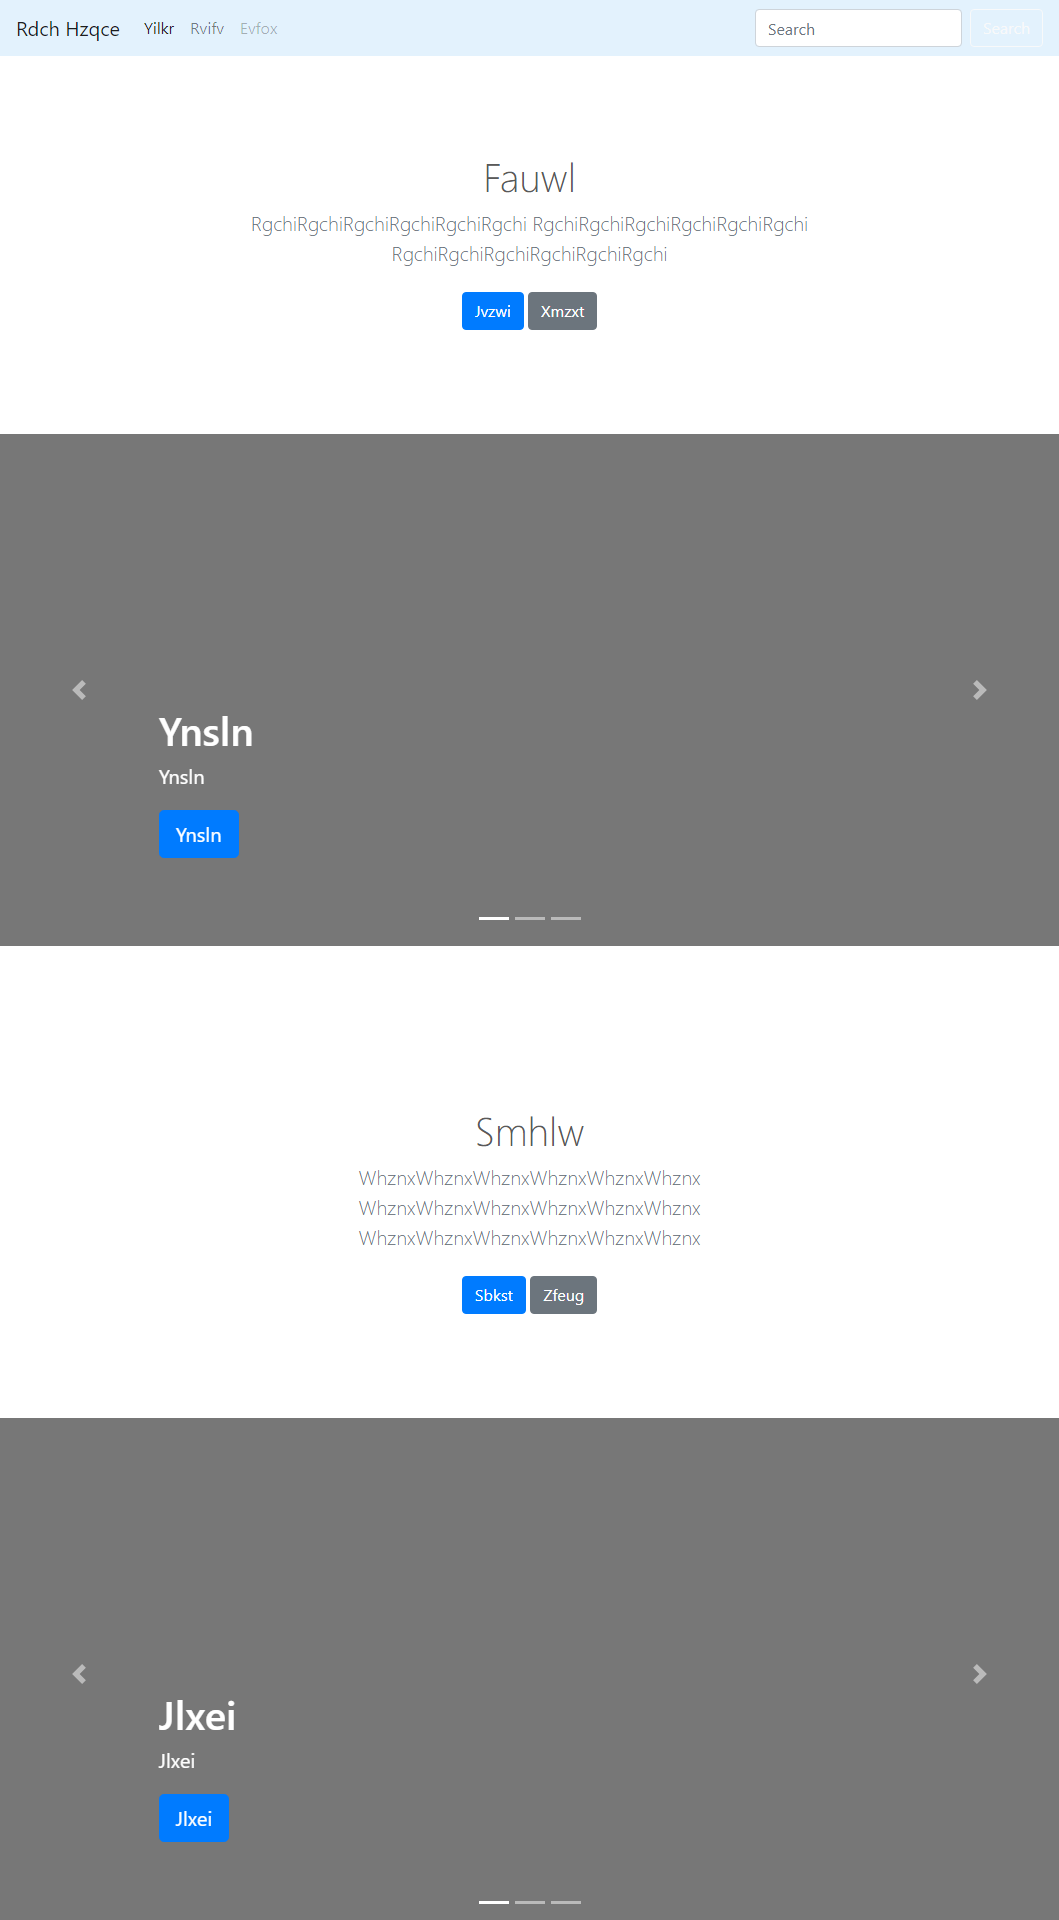 Rdch Hzqce Yilkr Rvifv Evfox Search Search
Fauwl
RgchiRgchiRgchiRgchiRgchiRgchi RgchiRgchiRgchiRgchiRgchiRgchi
RgchiRgchiRgchiRgchiRgchiRgchi
Jvzwi Xmzxt
Ynsln
Ynsln
Ynsln
Smhlw
WhznxWhznxWhznxWhznxWhznxWhznx
WhznxWhznxWhznxWhznxWhznxWhznx
WhznxWhznxWhznxWhznxWhznxWhznx
Sbkst Zfeug
Jlxei
Jlxei
Jlxei